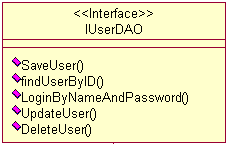 <<Interface>>
IUserDAO
SaveUser()
findUserByID()
LoginByNameAndPassword()
UpdateUser()
DeleteUser()